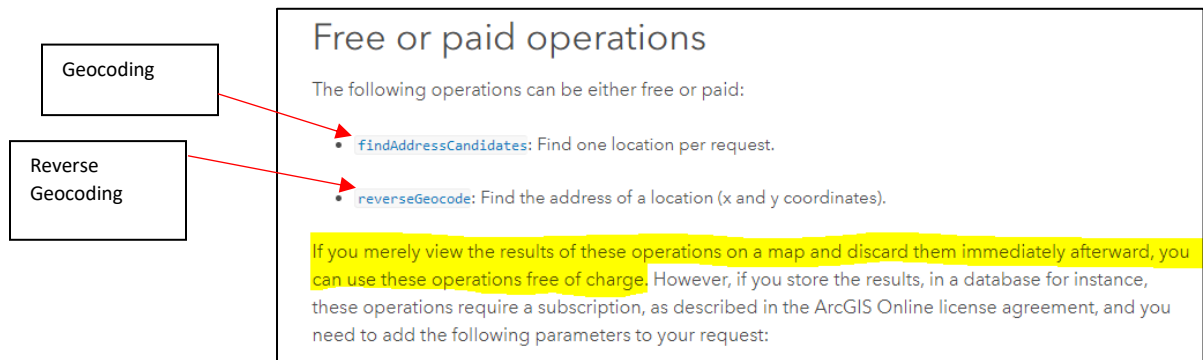 Free or paid operations
Geocoding
The following operations can be either free or paid:
findAddressCandidates: Find one location per request.
Reverse
Geocoding
reverseGeocode: Find the address of a location (x and y coordinates).
If you merely view the results of these operations on a map and discard them immediately afterward, you
can use these operations free of charge. However, if you store the results, in a database for instance,
these operations require a subscription, as described in the ArcGIS Online license agreement, and you
need to add the following parameters to your request: